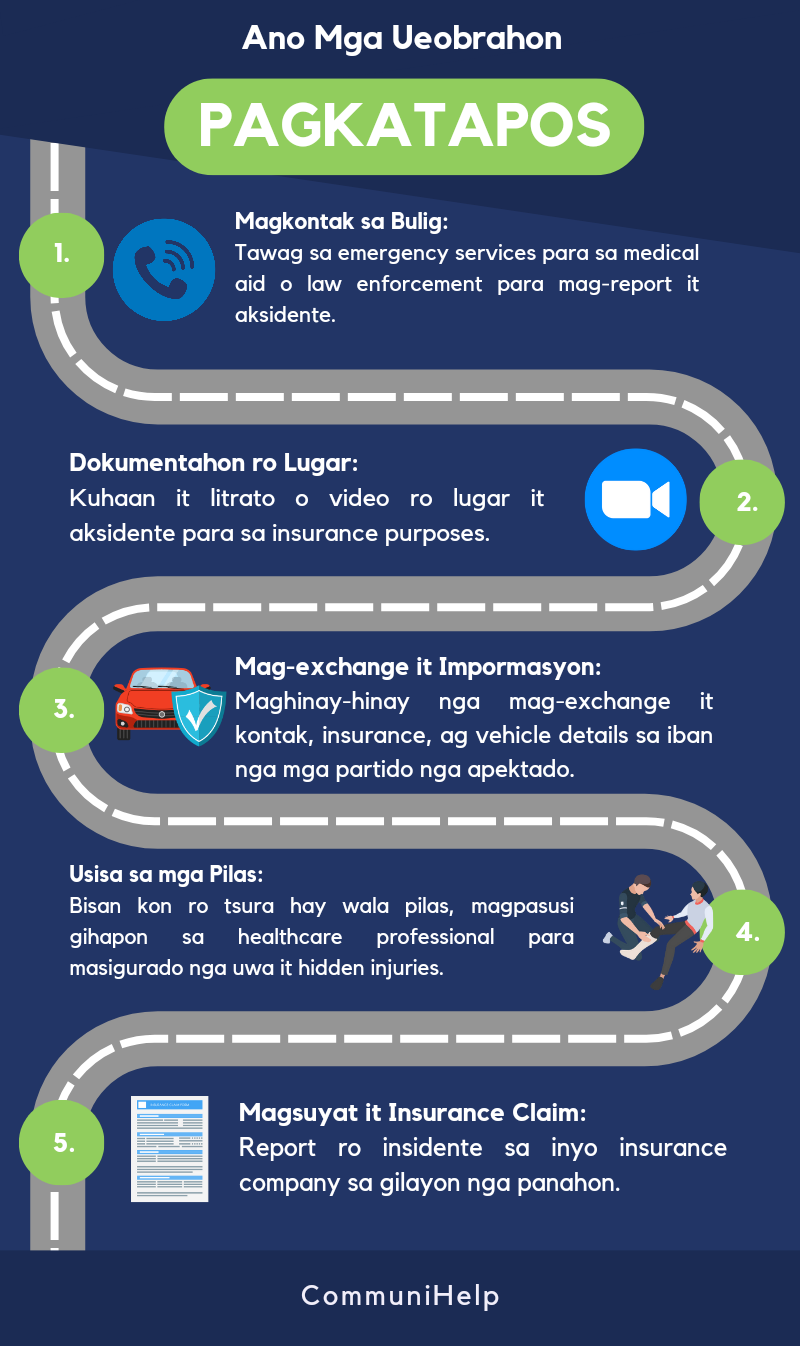 Ano Mga Ueobrahon
PAGKATAPOS
1.
Magkontak sa Bulig:
Tawag sa emergency services para sa medical
aid o law enforcement para mag-report it
aksidente.
Dokumentahon ro Lugar:
Kuhaan it litrato o video ro lugar it
aksidente para sa insurance purposes.
2.
3.
Mag-exchange it Impormasyon:
Maghinay-hinay nga mag-exchange it
kontak, insurance, ag vehicle details sa iban
nga mga partido nga apektado.
Usisa sa mga Pilas:
Bisan kon ro tsura hay wala pilas, magpasusi
gihapon sa healthcare professional para
masigurado nga uwa it hidden injuries.
4.
5.
Magsuyat it Insurance Claim:
Report ro insidente sa inyo insurance
company sa gilayon nga panahon.
CommuniHelp